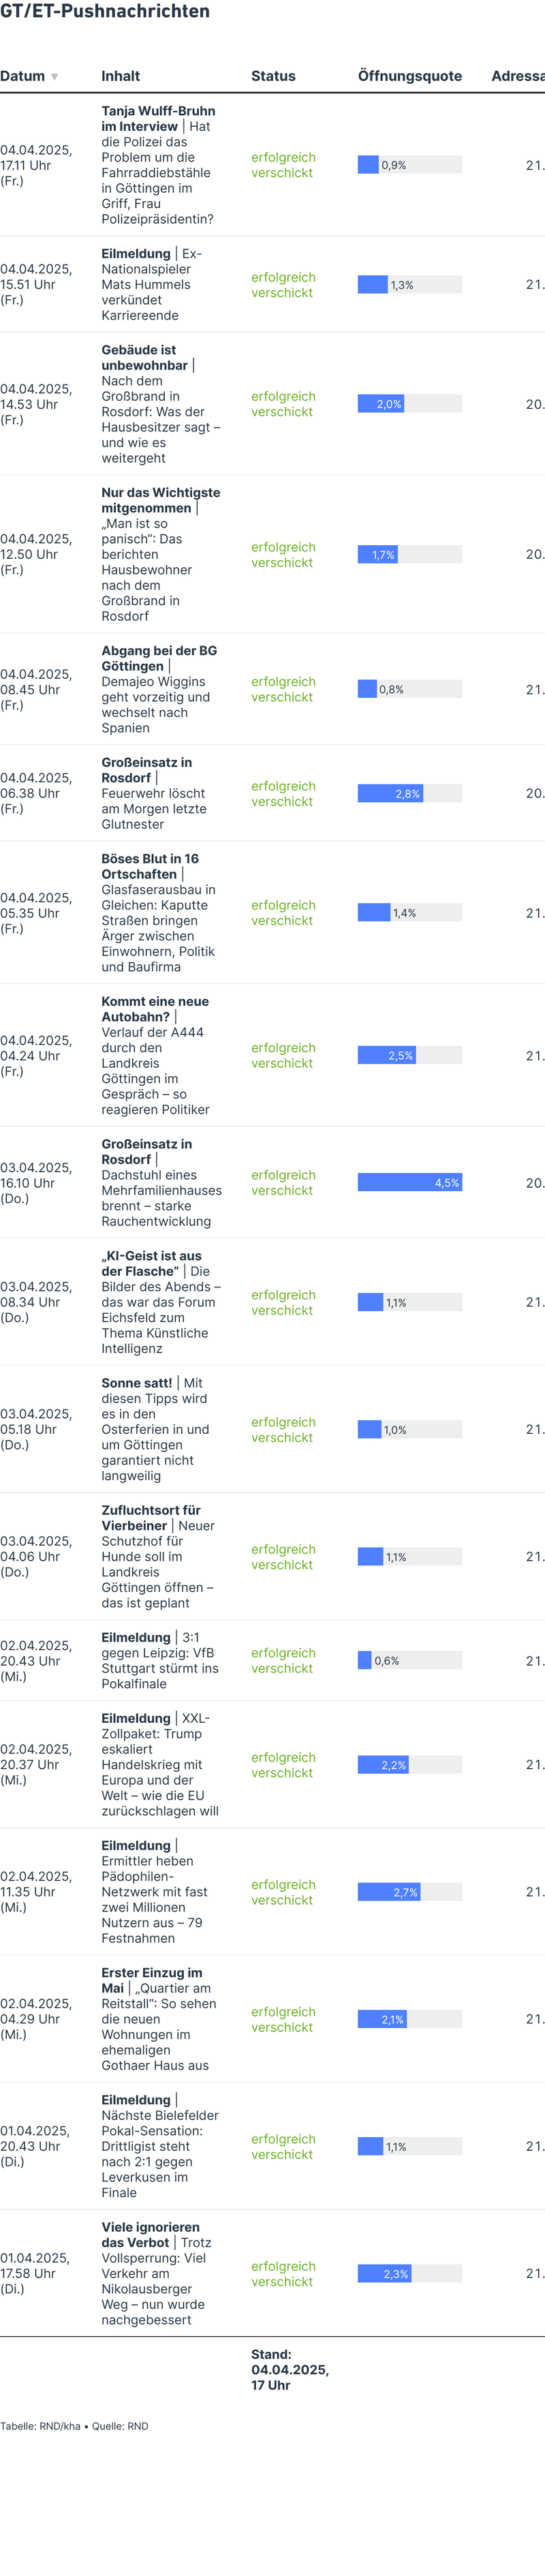 GT/ET-Pushnachrichten
Datum ▼ Inhalt Status Öffnungsquote Adressa
04.04.2025,
17.11 Uhr
(Fr.)
Tanja Wulff-Bruhn
im Interview | Hat
die Polizei das
Problem um die
Fahrraddiebstähle
in Göttingen im
Griff, Frau
Polizeipräsidentin?
erfolgreich
verschickt
0,9%
21.
04.04.2025,
15.51 Uhr
(Fr.)
Eilmeldung | Ex-
Nationalspieler
Mats Hummels
verkündet
Karriereende
erfolgreich
verschickt
1,3%
21.
04.04.2025,
14.53 Uhr
(Fr.)
Gebäude ist
unbewohnbar |
Nach dem
Großbrand in
Rosdorf: Was der
Hausbesitzer sagt –
und wie es
weitergeht
erfolgreich
verschickt
2,0%
20.
04.04.2025,
12.50 Uhr
(Fr.)
Nur das Wichtigste
mitgenommen |
„Man ist so
panisch“: Das
berichten
Hausbewohner
nach dem
Großbrand in
Rosdorf
erfolgreich
verschickt
1,7%
20.
04.04.2025,
08.45 Uhr
(Fr.)
Abgang bei der BG
Göttingen |
Demajeo Wiggins
geht vorzeitig und
wechselt nach
Spanien
erfolgreich
verschickt
0,8%
21.
04.04.2025,
06.38 Uhr
(Fr.)
Großeinsatz in
Rosdorf |
Feuerwehr löscht
am Morgen letzte
Glutnester
erfolgreich
verschickt
2,8%
20.
04.04.2025,
05.35 Uhr
(Fr.)
Böses Blut in 16
Ortschaften |
Glasfaserausbau in
Gleichen: Kaputte
Straßen bringen
Ärger zwischen
Einwohnern, Politik
und Baufirma
erfolgreich
verschickt
1,4%
21.
04.04.2025,
04.24 Uhr
(Fr.)
Kommt eine neue
Autobahn? |
Verlauf der A444
durch den
Landkreis
Göttingen im
Gespräch – so
reagieren Politiker
erfolgreich
verschickt
2,5%
21.
03.04.2025,
16.10 Uhr
(Do.)
Großeinsatz in
Rosdorf |
Dachstuhl eines
Mehrfamilienhauses
brennt – starke
Rauchentwicklung
erfolgreich
verschickt
4,5%
20.
03.04.2025,
08.34 Uhr
(Do.)
„KI-Geist ist aus
der Flasche“ | Die
Bilder des Abends –
das war das Forum
Eichsfeld zum
Thema Künstliche
Intelligenz
erfolgreich
verschickt
1,1%
21.
03.04.2025,
05.18 Uhr
(Do.)
Sonne satt! | Mit
diesen Tipps wird
es in den
Osterferien in und
um Göttingen
garantiert nicht
langweilig
erfolgreich
verschickt
1,0%
21.
03.04.2025,
04.06 Uhr
(Do.)
Zufluchtsort für
Vierbeiner | Neuer
Schutzhof für
Hunde soll im
Landkreis
Göttingen öffnen –
das ist geplant
erfolgreich
verschickt
1,1%
21.
02.04.2025,
20.43 Uhr
(Mi.)
Eilmeldung | 3:1
gegen Leipzig: VfB
Stuttgart stürmt ins
Pokalfinale
erfolgreich
verschickt
0,6%
21.
02.04.2025,
20.37 Uhr
(Mi.)
Eilmeldung | XXL-
Zollpaket: Trump
eskaliert
Handelskrieg mit
Europa und der
Welt – wie die EU
zurückschlagen will
erfolgreich
verschickt
2,2%
21.
02.04.2025,
11.35 Uhr
(Mi.)
Eilmeldung |
Ermittler heben
Pädophilen-
Netzwerk mit fast
zwei Millionen
Nutzern aus – 79
Festnahmen
erfolgreich
verschickt
2,7%
21.
02.04.2025,
04.29 Uhr
(Mi.)
Erster Einzug im
Mai | „Quartier am
Reitstall“: So sehen
die neuen
Wohnungen im
ehemaligen
Gothaer Haus aus
erfolgreich
verschickt
2,1%
21.
01.04.2025,
20.43 Uhr
(Di.)
Eilmeldung |
Nächste Bielefelder
Pokal-Sensation:
Drittligist steht
nach 2:1 gegen
Leverkusen im
Finale
erfolgreich
verschickt
1,1%
21.
01.04.2025,
17.58 Uhr
(Di.)
Viele ignorieren
das Verbot | Trotz
Vollsperrung: Viel
Verkehr am
Nikolausberger
Weg – nun wurde
nachgebessert
erfolgreich
verschickt
2,3%
21.
Stand:
04.04.2025,
17 Uhr
Tabelle: RND/kha • Quelle: RND